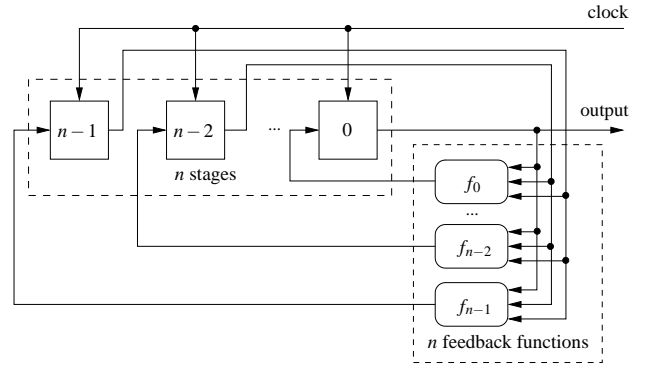 clock
output
n − 1
n − 2
...
0
n stages
f0
...
fn−2
fn−1
n feedback functions